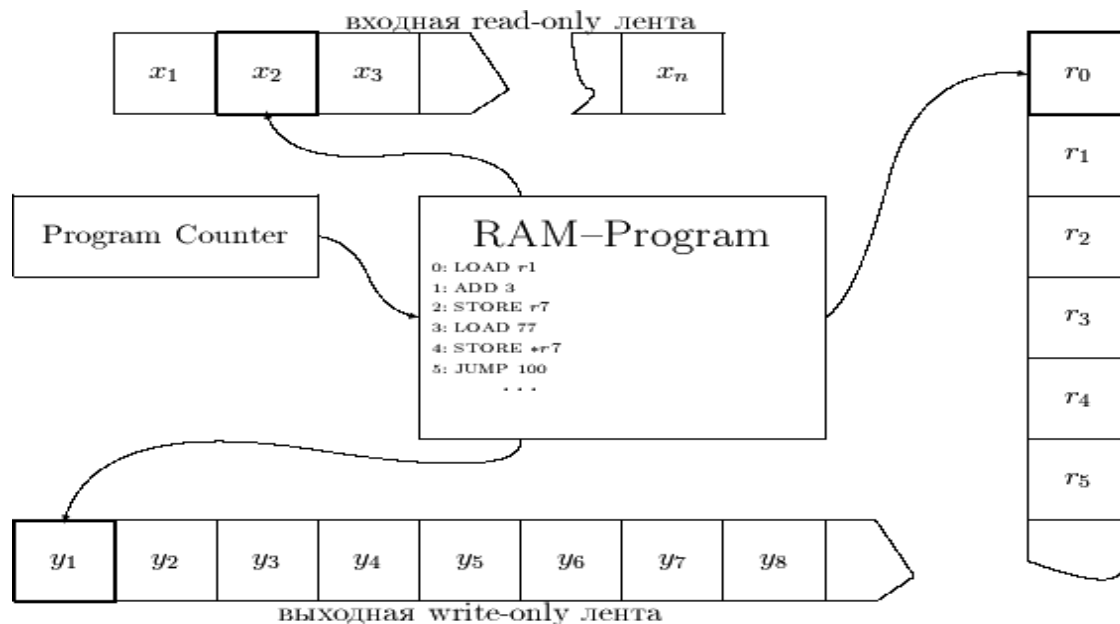 входная read-only лента
x1 x2 x3 xn
r0
r1
Program Counter
RAM–Program
r2
0: LOAD r1
1: ADD 3
2: STORE r7
r3
3: LOAD 77
4: STORE *r7
5: JUMP 100
. . .
r4
r5
y1 y2 y3 y4 y5 y6 y7 y8
выходная write-only лента